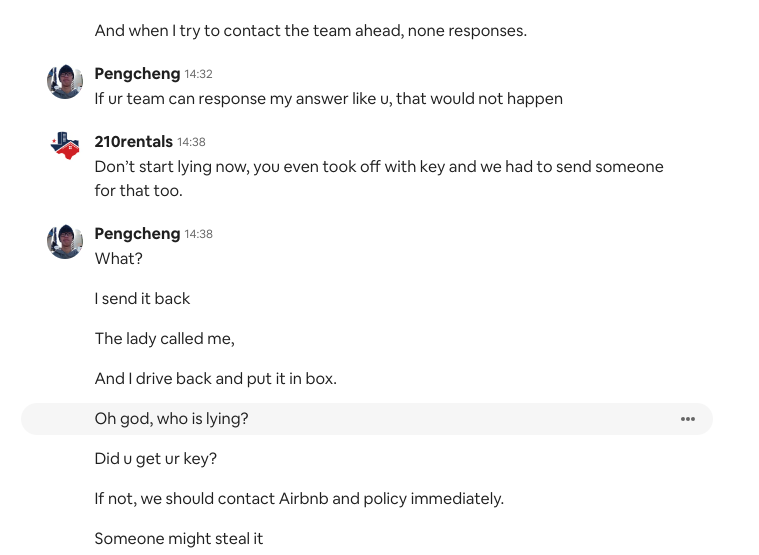 And when I try to contact the team ahead, none responses.
Pengcheng 14:32
If ur team can response my answer like u, that would not happen
210rentals 14:38
Don’t start lying now, you even took off with key and we had to send someone
for that too.
Pengcheng 14:38
What?
I send it back
The lady called me,
And I drive back and put it in box.
Oh god, who is lying?
Did u get ur key?
If not, we should contact Airbnb and policy immediately.
Someone might steal it